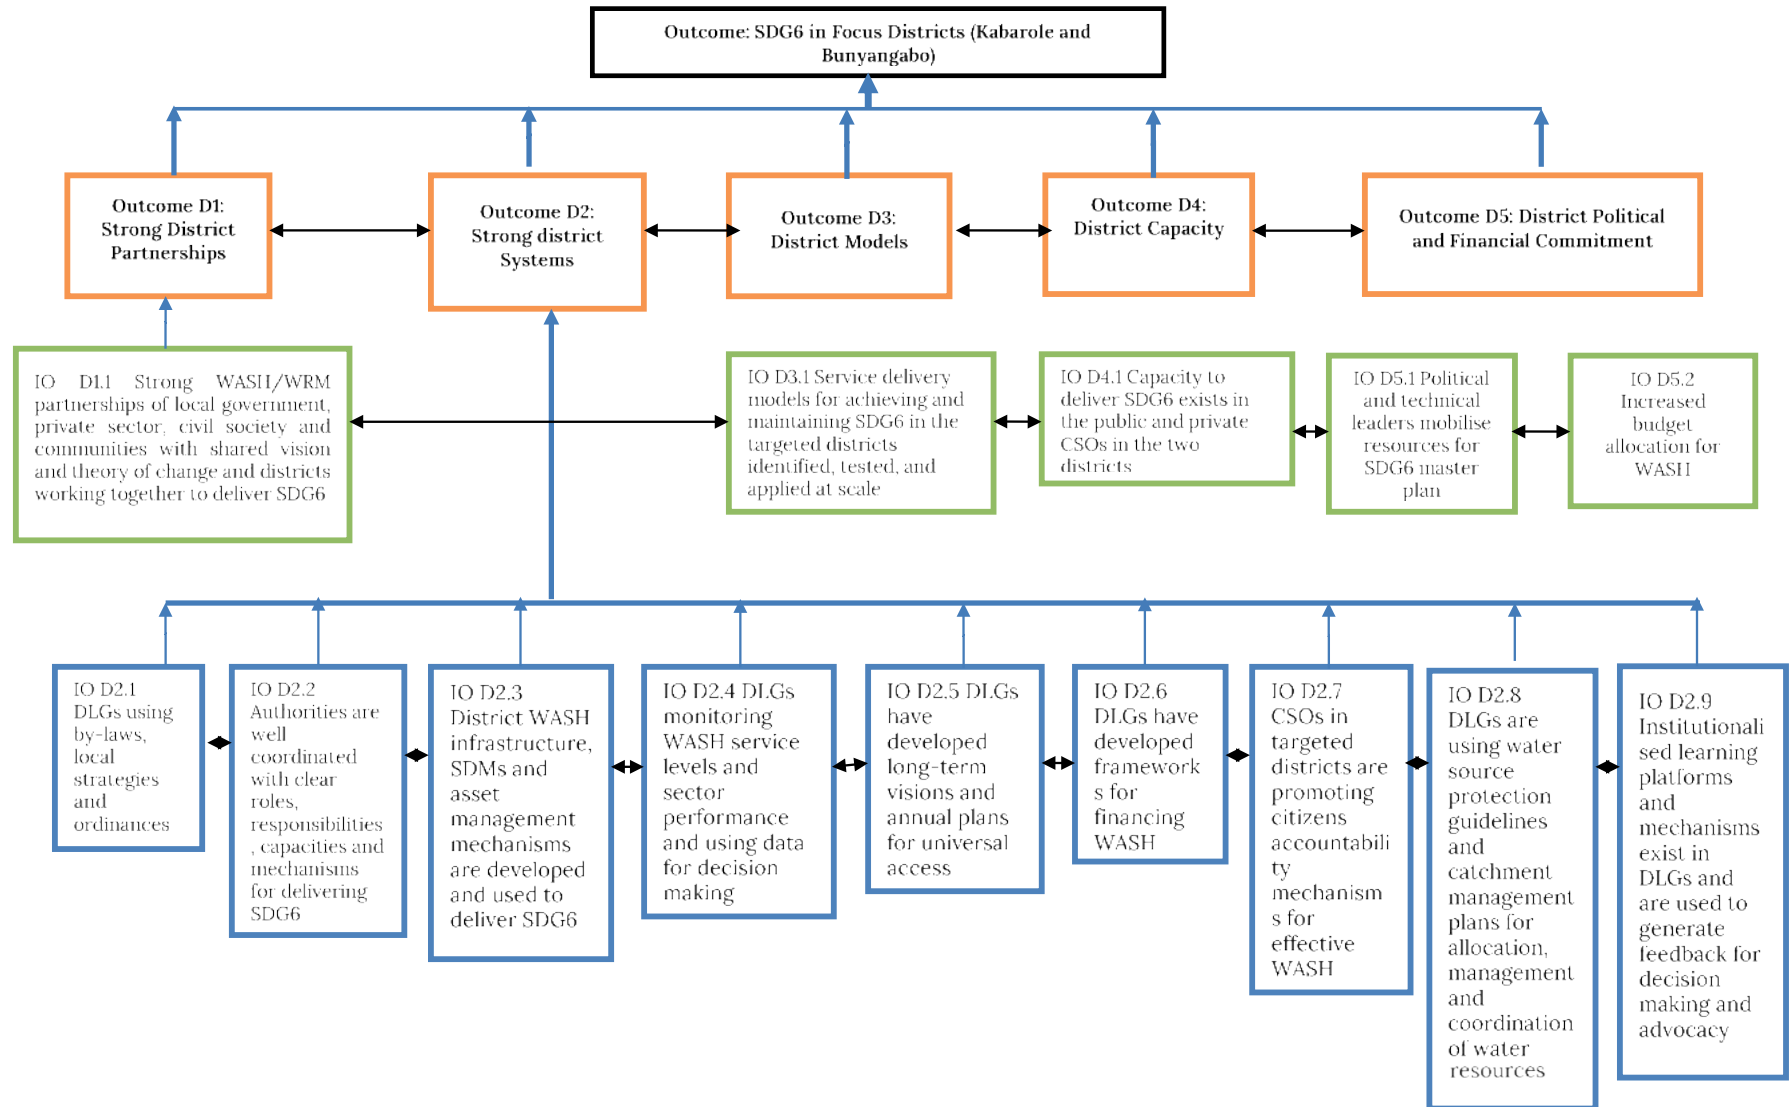 Outcome: SDG6 in Focus Districts (Kabarole and
Bunyangabo)
Outcome D1:
Strong District
Partnerships
Outcome D2:
Strong district
Systems
Outcome D3:
District Models
Outcome D4:
District Capacity
Outcome D5: District Political
and Financial Commitment
IO D1.1 Strong WASH/WRM
partnerships of local government,
private sector, civil society and
communities with shared vision
and theory of change and districts
working together to deliver SDG6
IO D3.1 Service delivery
models for achieving and
maintaining SDG6 in the
targeted districts
identified, tested, and
applied at scale
IO D4.1 Capacity to
deliver SDG6 exists in
the public and private
CSOs in the two
districts
IO D5.1 Political
and technical
leaders mobilise
resources for
SDG6 master
plan
IO D5.2
Increased
budget
allocation for
WASH
IO D2.1
DLGs using
by-laws,
local
strategies
and
ordinances
IO D2.2
Authorities are
well
coordinated
with clear
roles,
responsibilities
, capacities and
mechanisms
for delivering
SDG6
IO D2.3
District WASH
infrastructure,
SDMs and
asset
management
mechanisms
are developed
and used to
deliver SDG6
IO D2.4 DLGs
monitoring
WASH service
levels and
sector
performance
and using data
for decision
making
IO D2.5 DLGs
have
developed
long-term
visions and
annual plans
for universal
access
IO D2.6
DLGs have
developed
framework
s for
financing
WASH
IO D2.7
CSOs in
targeted
districts are
promoting
citizens
accountabili
ty
mechanism
s for
effective
WASH
IO D2.8
DLGs are
using water
source
protection
guidelines
and
catchment
management
plans for
allocation,
management
and
coordination
of water
resources
IO D2.9
Institutionali
sed learning
platforms
and
mechanisms
exist in
DLGs and
are used to
generate
feedback for
decision
making and
advocacy